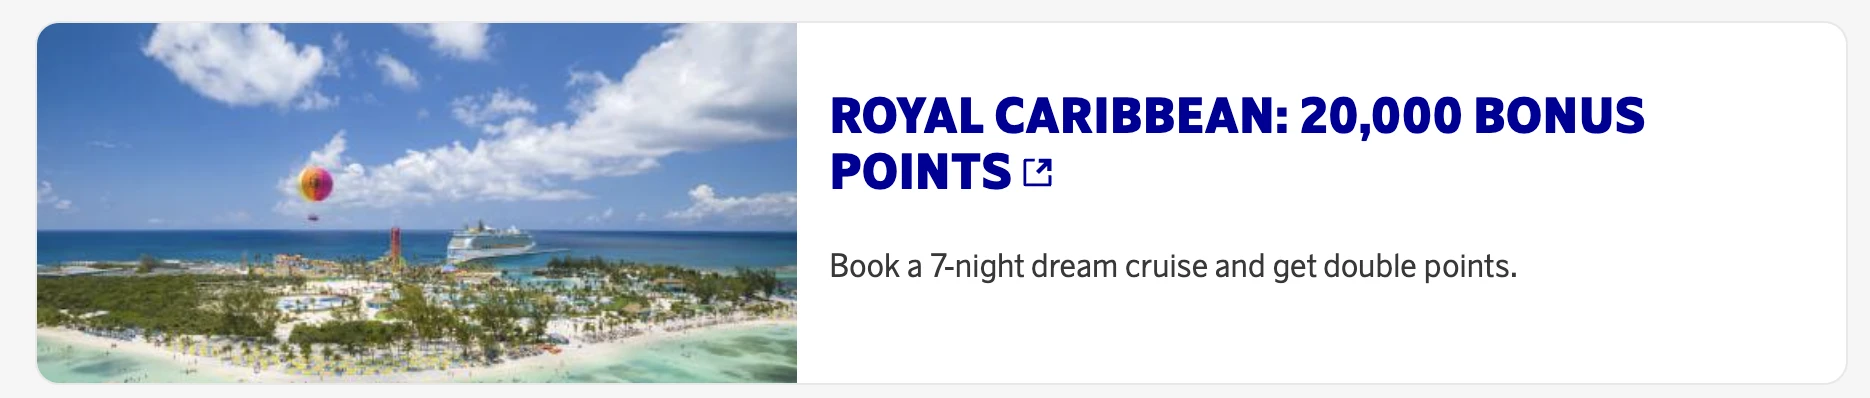 ROYAL CARIBBEAN: 20,000 BONUS
POINTS
Book a 7-night dream cruise and get double points.